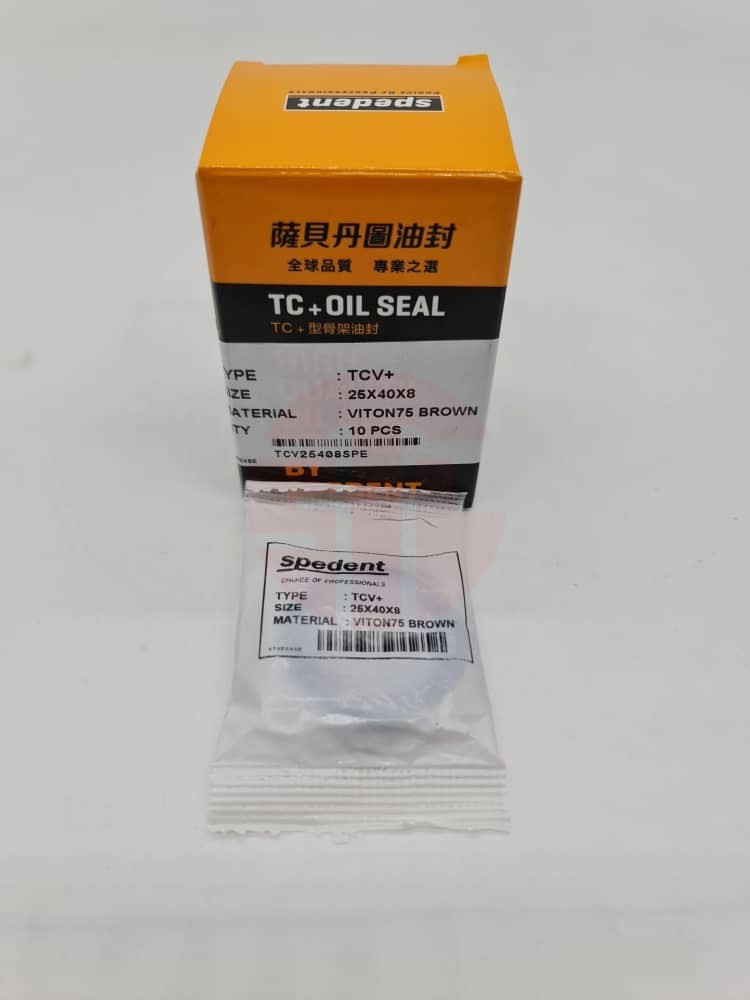 spedent
CHOICE OF PROFESSIONALS
薩貝丹圖油封
全球品質 專業之選
TC+OIL SEAL
TC+型骨架油封
YPE : TCV+
IZE : 25X40X8
MATERIAL : VITON75 BROWN
TY : 10 PCS
TCV25408SPE
BY
spedent
CHOICE OF PROFESSIONALS
TYPE : TCV+
SIZE : 25X40X8
MATERIAL : VITON75 BROWN